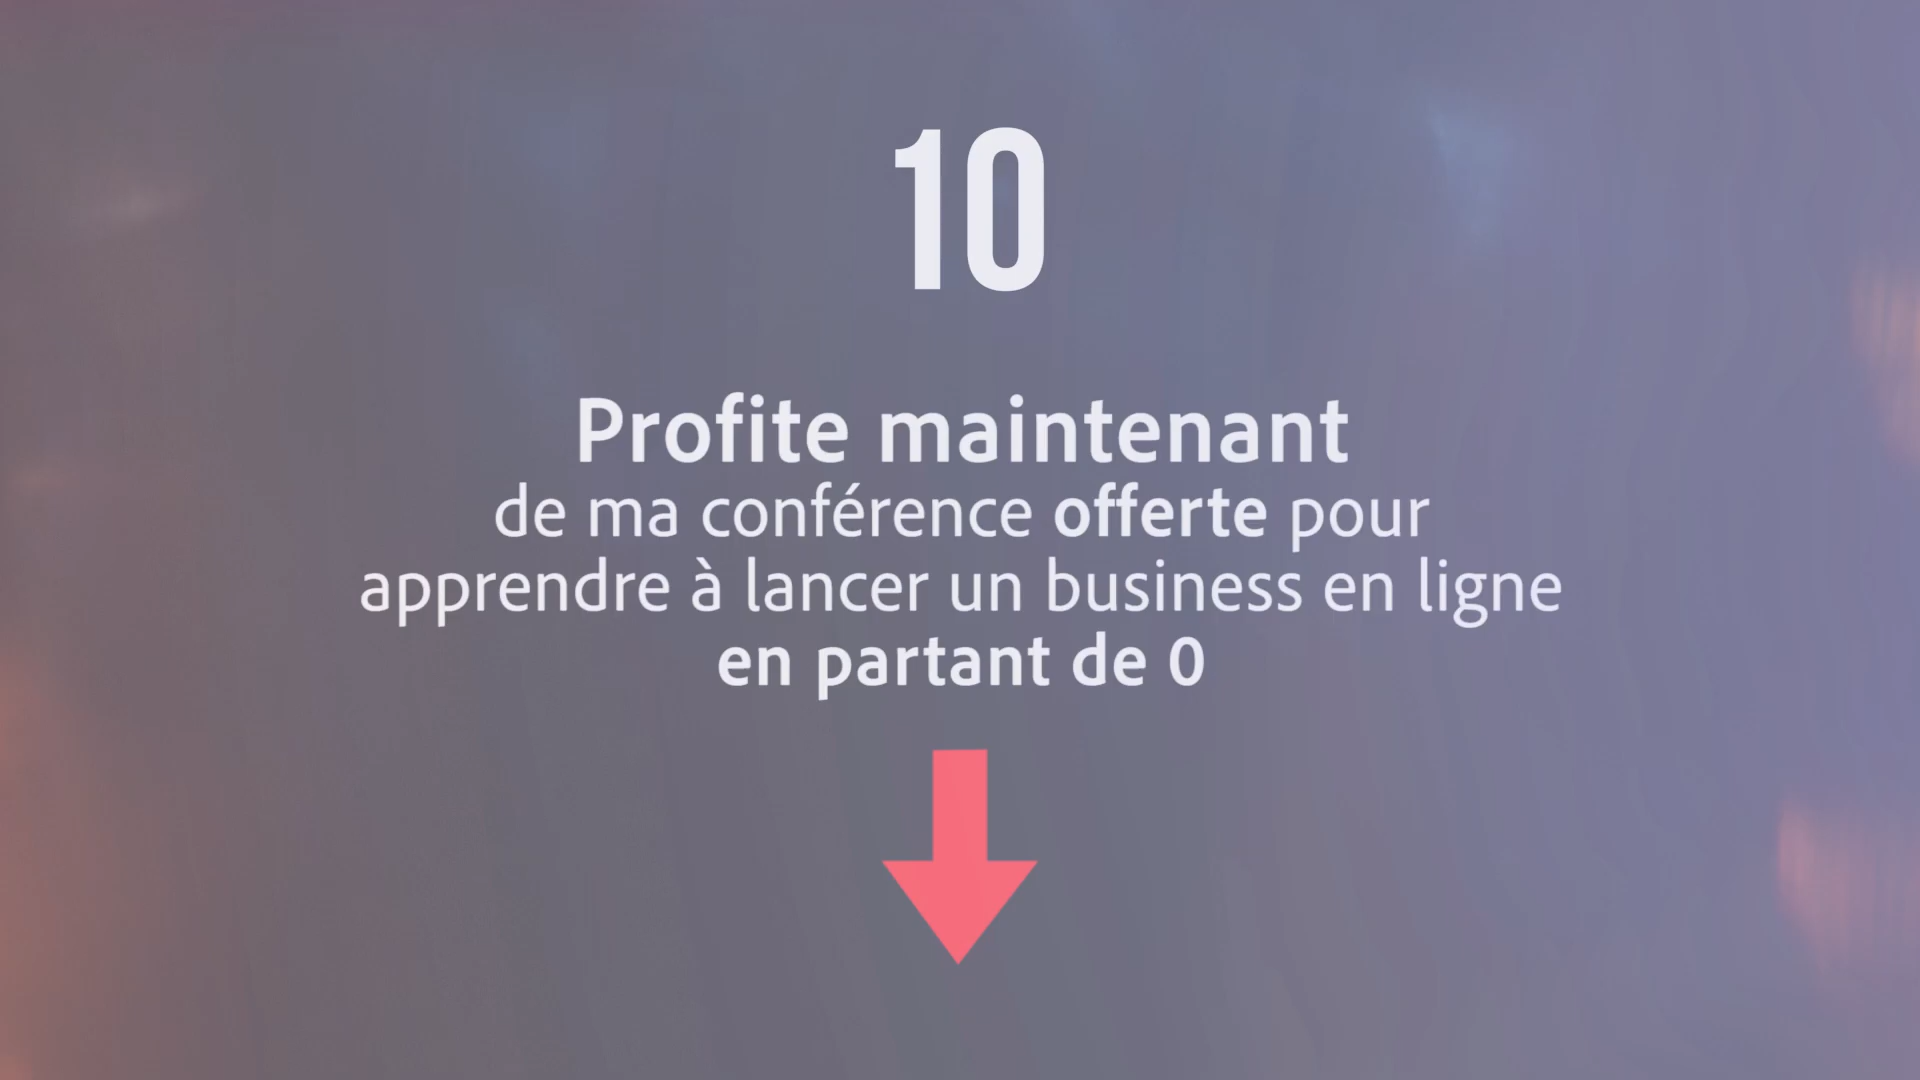 10
Profite maintenant
de ma conférence offerte pour
apprendre à lancer un business en ligne
en partant de 0